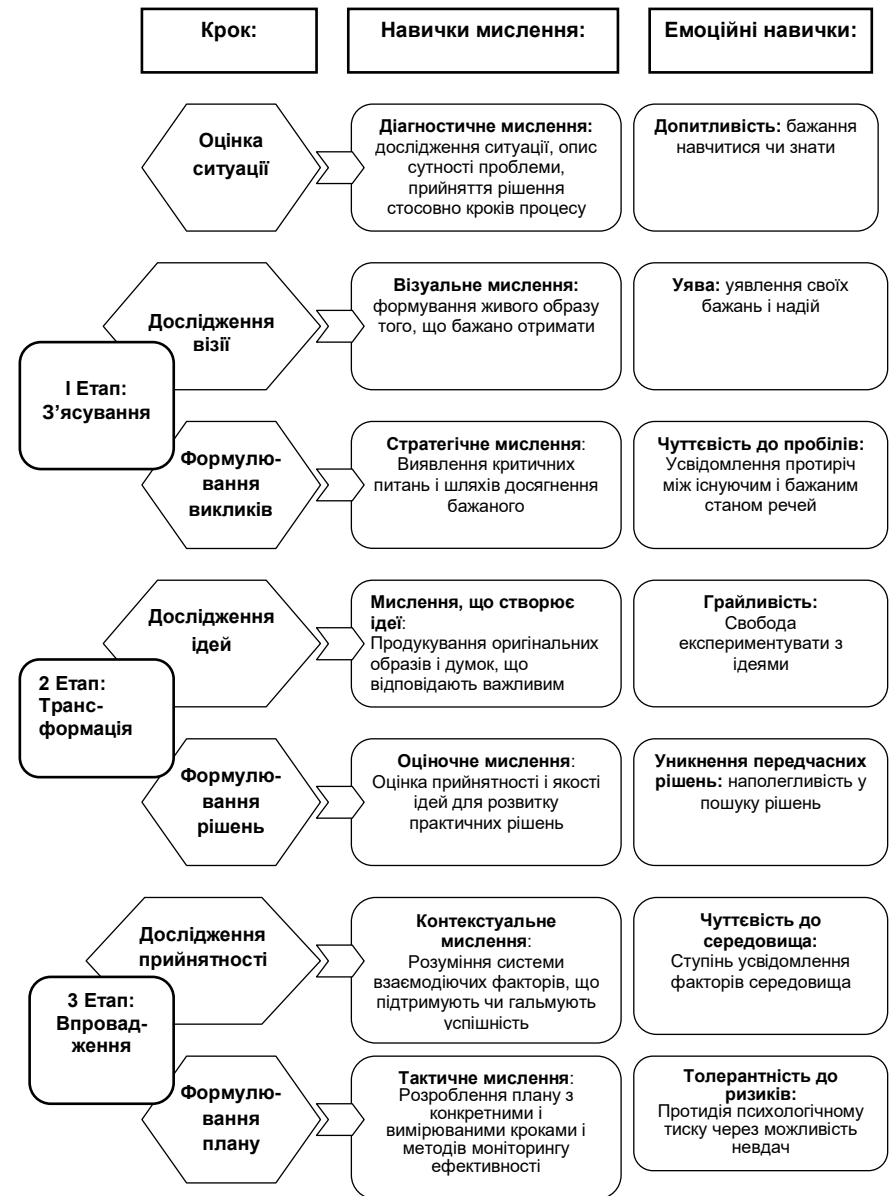 Крок:
Навички мислення:
Емоційні навички:
Оцінка
ситуації
Діагностичне мислення:
дослідження ситуації, опис
сутності проблеми,
прийняття рішення
стосовно кроків процесу
Допитливість: бажання
навчитися чи знати
І Етап:
З’ясування
Дослідження
візії
Візуальне мислення:
формування живого образу
того, що бажано отримати
Уява: уявлення своїх
бажань і надій
Формулю-
вання
викликів
Стратегічне мислення:
Виявлення критичних
питань і шляхів досягнення
бажаного
Чуттєвість до пробілів:
Усвідомлення протиріч
між існуючим і бажаним
станом речей
2 Етап:
Транс-
формація
Дослідження
ідей
Мислення, що створює
ідеї:
Продукування оригінальних
образів і думок, що
відповідають важливим
Грайливість:
Свобода
експериментувати з
ідеями
Формулю-
вання
рішень
Оціночне мислення:
Оцінка прийнятності і якості
ідей для розвитку
практичних рішень
Уникнення передчасних
рішень: наполегливість у
пошуку рішень
3 Етап:
Впровад-
ження
Дослідження
прийнятності
Контекстуальне
мислення:
Розуміння системи
взаємодіючих факторів, що
підтримують чи гальмують
успішність
Чуттєвість до
середовища:
Ступінь усвідомлення
факторів середовища
Формулю-
вання
плану
Тактичне мислення:
Розроблення плану з
конкретними і
вимірюваними кроками і
методів моніторингу
ефективності
Толерантність до
ризиків:
Протидія психологічному
тиску через можливість
невдач